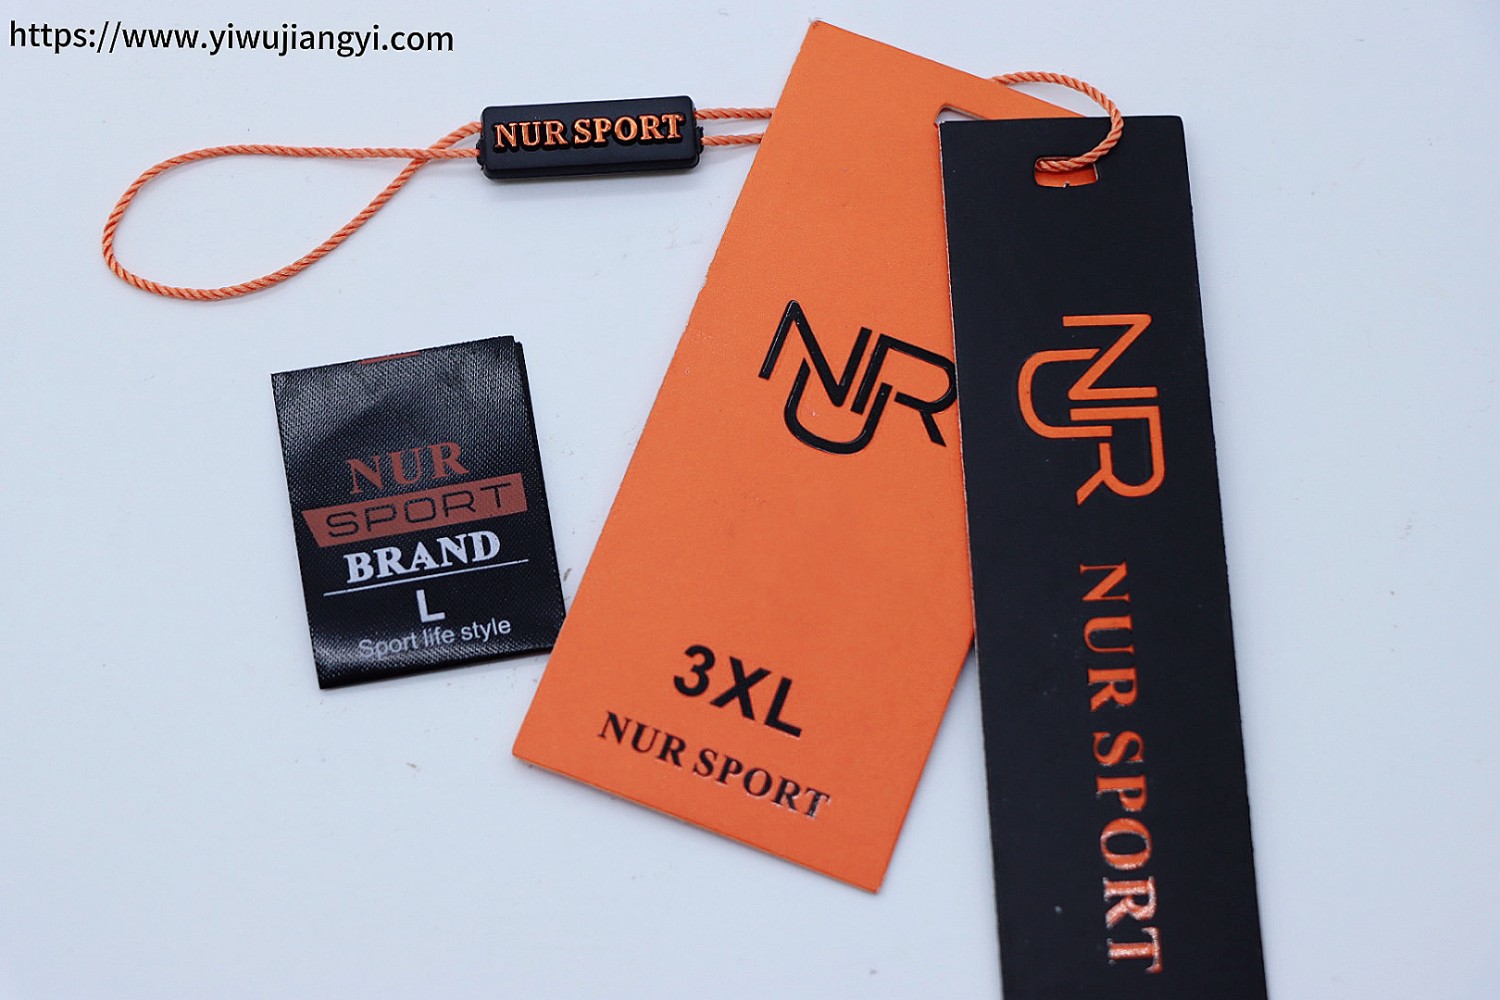 https://www.yiwujiangyi.com
NUR SPORT
NUR
SPORT
BRAND
L
Sport life style
NUR
3XL
NUR SPORT
NUR
NUR SPORT